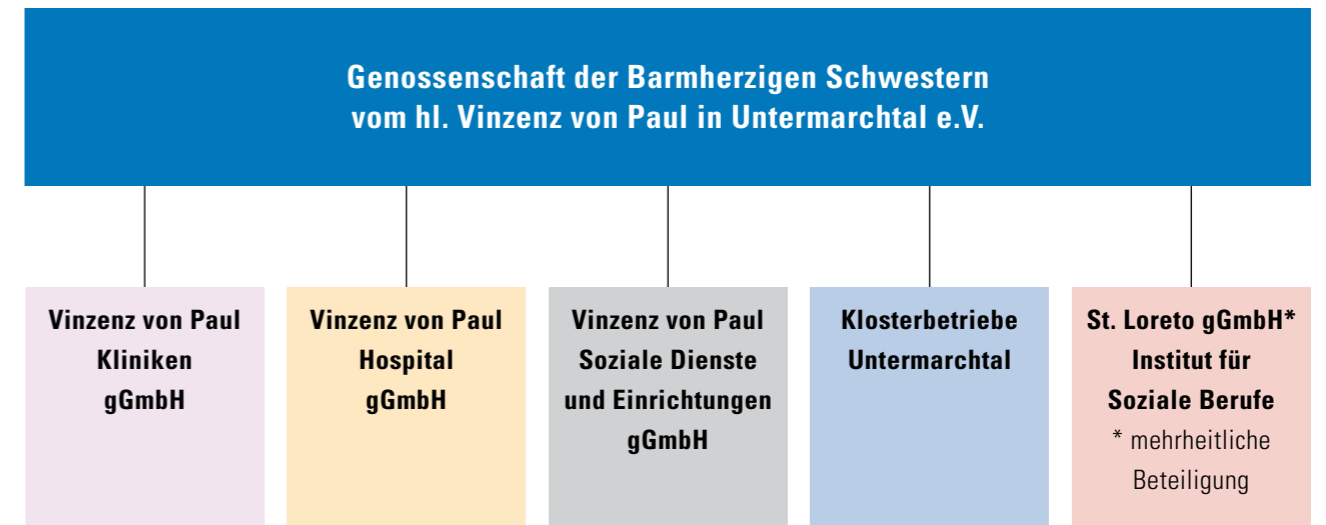 Genossenschaft der Barmherzigen Schwestern
vom hl. Vinzenz von Paul in Untermarchtal e.V.
Vinzenz von Paul
Kliniken
gGmbH
Vinzenz von Paul
Hospital
gGmbH
Vinzenz von Paul
Soziale Dienste
und Einrichtungen
gGmbH
Klosterbetriebe
Untermarchtal
St. Loreto gGmbH*
Institut für
Soziale Berufe
* mehrheitliche
Beteiligung